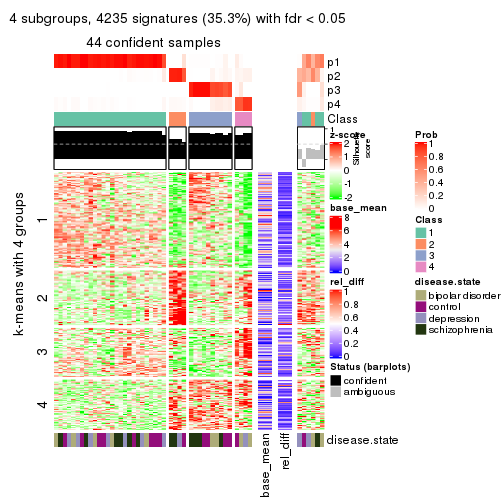 4 subgroups, 4235 signatures (35.3%) with fdr < 0.05
44 confident samples
p1
p2
p3
p4
Class
Silhouette score
1
2
3
4
k-means with 4 groups
disease.state
base_mean
rel_diff
z-score
2
1
0
-1
-2
base_mean
8
6
4
2
0
rel_diff
1
0.8
0.6
0.4
0.2
0
Status (barplots)
confident
ambiguous
Prob
1
0.8
0.6
0.4
0.2
0
Class
1
2
3
4
disease.state
bipolar disorder
control
depression
schizophrenia